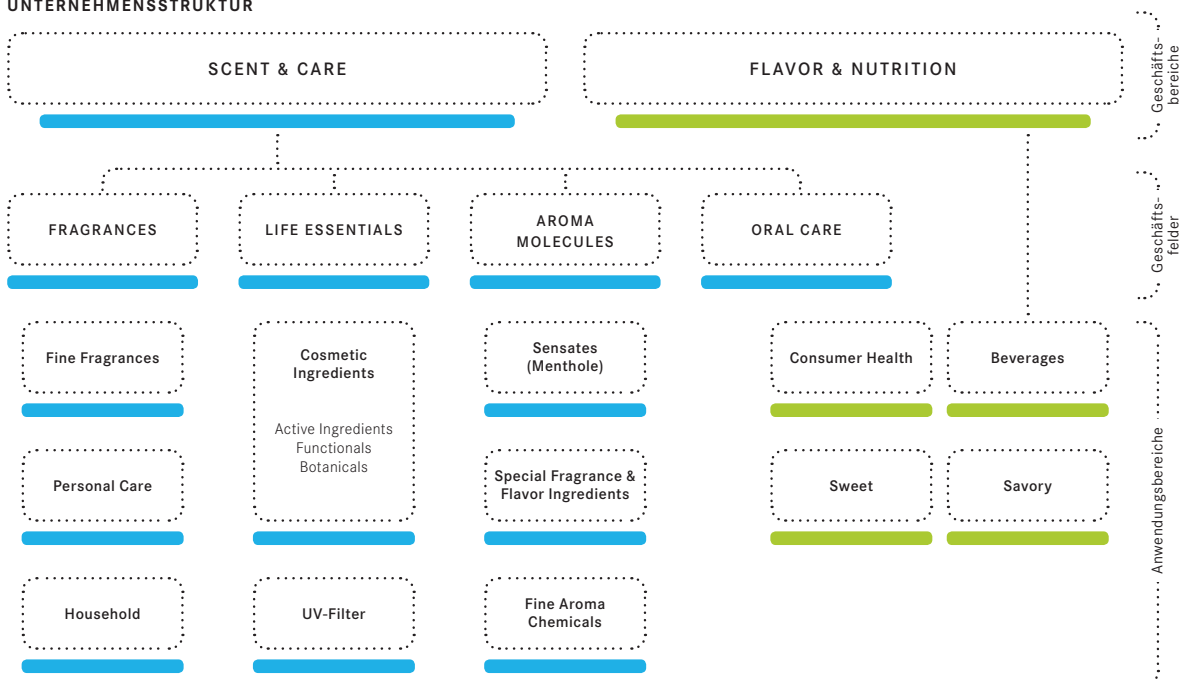 UNTERNEHMENSSTRUKTUR
SCENT & CARE
FLAVOR & NUTRITION
Geschäfts-
bereiche
FRAGRANCES
LIFE ESSENTIALS
AROMA
MOLECULES
ORAL CARE
Geschäfts-
felder
Fine Fragrances
Cosmetic
Ingredients
Active Ingredients
Functionals
Botanicals
Sensates
(Menthole)
Consumer Health
Beverages
Personal Care
Special Fragrance &
Flavor Ingredients
Sweet
Savory
Household
UV-Filter
Fine Aroma
Chemicals
Anwendungsbereiche